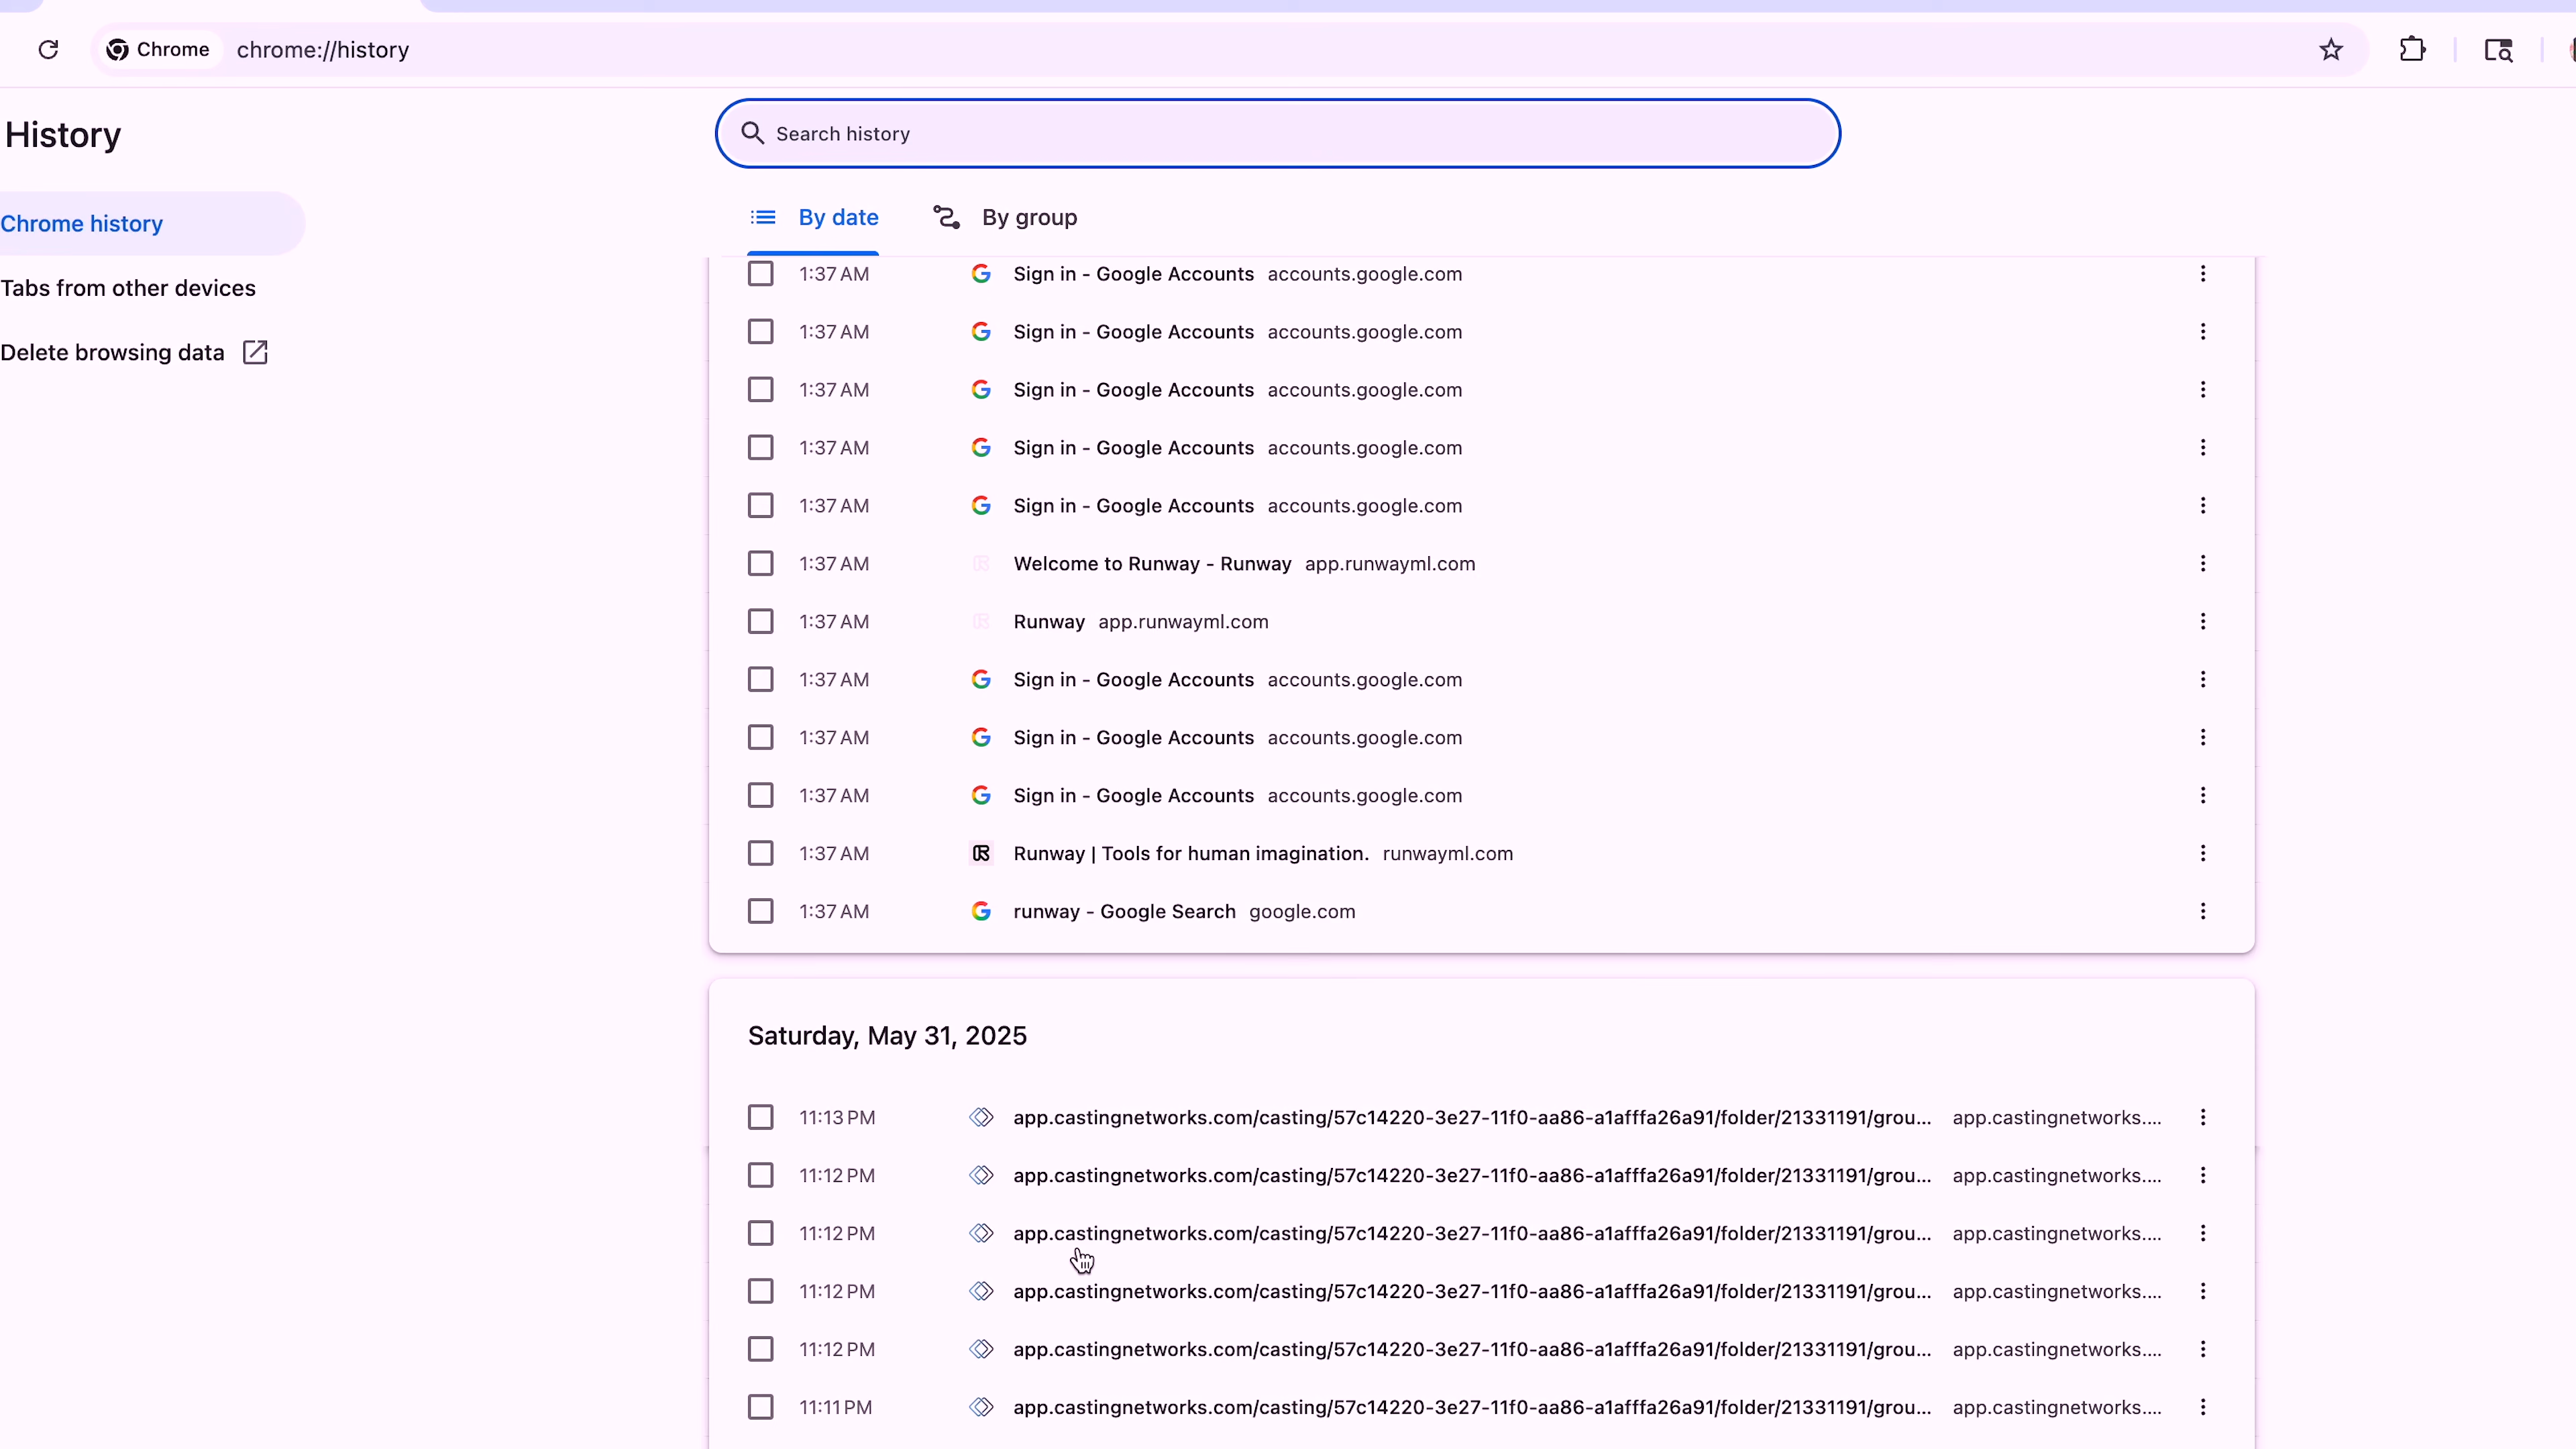 Chrome chrome://history
History
Search history
Chrome history
Tabs from other devices
Delete browsing data
By date By group
1:37 AM Sign in - Google Accounts accounts.google.com
1:37 AM Sign in - Google Accounts accounts.google.com
1:37 AM Sign in - Google Accounts accounts.google.com
1:37 AM Sign in - Google Accounts accounts.google.com
1:37 AM Sign in - Google Accounts accounts.google.com
1:37 AM Welcome to Runway - Runway app.runwayml.com
1:37 AM Runway app.runwayml.com
1:37 AM Sign in - Google Accounts accounts.google.com
1:37 AM Sign in - Google Accounts accounts.google.com
1:37 AM Sign in - Google Accounts accounts.google.com
1:37 AM Runway | Tools for human imagination. runwayml.com
1:37 AM runway - Google Search google.com
Saturday, May 31, 2025
11:13 PM app.castingnetworks.com/casting/57c14220-3e27-11f0-aa86-a1afffa26a91/folder/21331191/grou... app.castingnetworks....
11:12 PM app.castingnetworks.com/casting/57c14220-3e27-11f0-aa86-a1afffa26a91/folder/21331191/grou... app.castingnetworks....
11:12 PM app.castingnetworks.com/casting/57c14220-3e27-11f0-aa86-a1afffa26a91/folder/21331191/grou... app.castingnetworks....
11:12 PM app.castingnetworks.com/casting/57c14220-3e27-11f0-aa86-a1afffa26a91/folder/21331191/grou... app.castingnetworks....
11:12 PM app.castingnetworks.com/casting/57c14220-3e27-11f0-aa86-a1afffa26a91/folder/21331191/grou... app.castingnetworks....
11:11 PM app.castingnetworks.com/casting/57c14220-3e27-11f0-aa86-a1afffa26a91/folder/21331191/grou... app.castingnetworks....